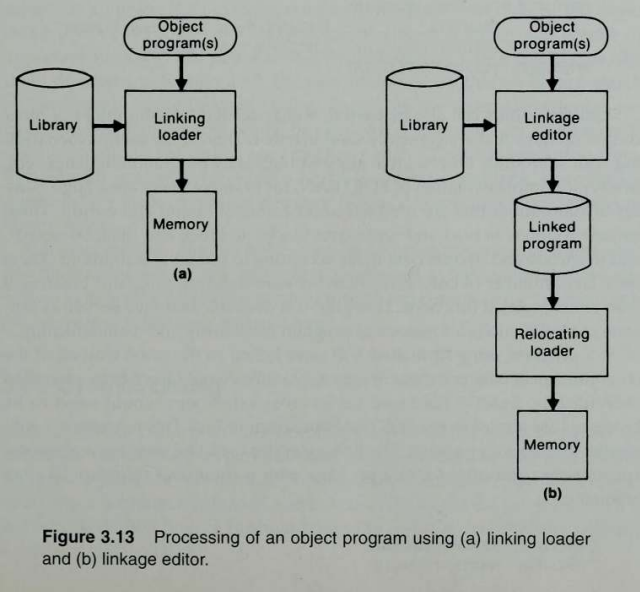 Object
program(s)
Library
Linking
loader
Memory
(a)
Object
program(s)
Library
Linkage
editor
Linked
program
Relocating
loader
Memory
(b)
Figure 3.13 Processing of an object program using (a) linking loader
and (b) linkage editor.